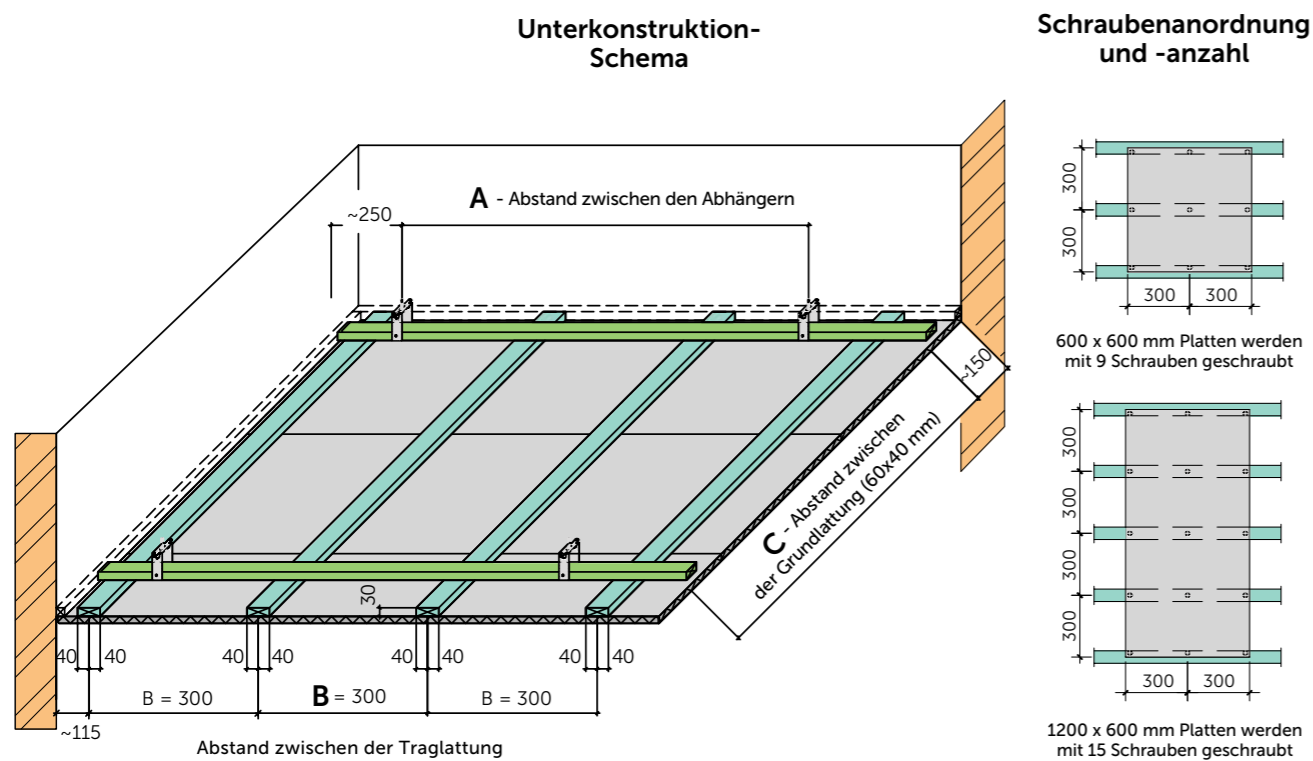 Unterkonstruktion-
Schema
Schraubenanordnung
und -anzahl
~250
A - Abstand zwischen den Abhängern
~150
C - Abstand zwischen
der Grundlattung (60x40 mm)
30
40 40 40 40 40 40 40 40
B = 300 B = 300 B = 300
~115
Abstand zwischen der Traglattung
300
300
300 300
600 x 600 mm Platten werden
mit 9 Schrauben geschraubt
300
300
300
300
300 300
1200 x 600 mm Platten werden
mit 15 Schrauben geschraubt